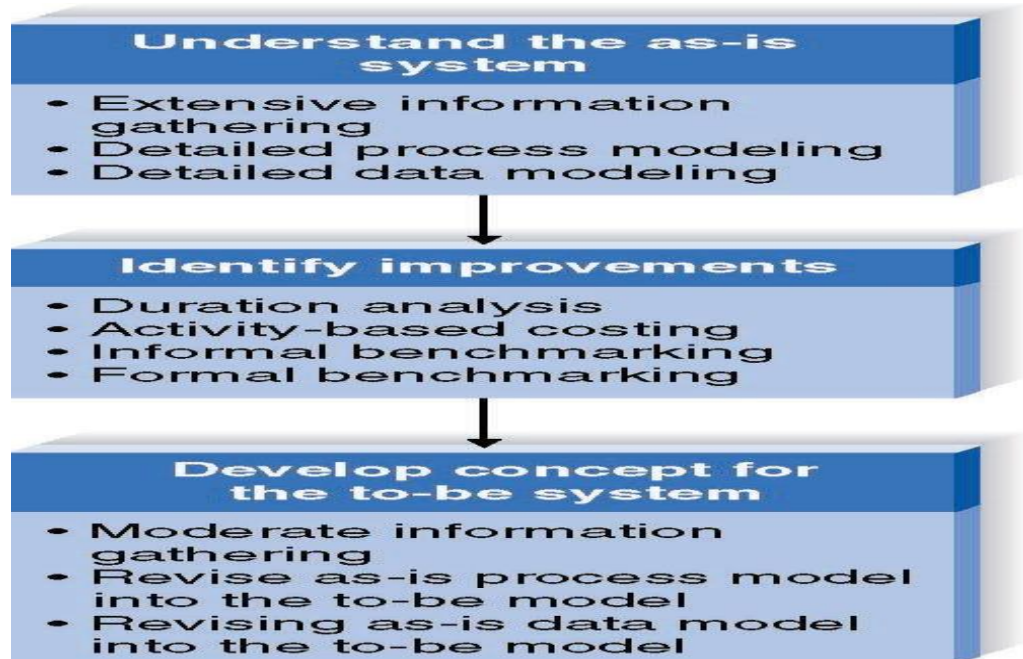 Understand the as-is
system
• Extensive information
gathering
• Detailed process modeling
• Detailed data modeling
Identify improvements
• Duration analysis
• Activity-based costing
• Informal benchmarking
• Formal benchmarking
Develop concept for
the to-be system
• Moderate information
gathering
• Revise as-is process model
into the to-be model
• Revising as-is data model
into the to-be model